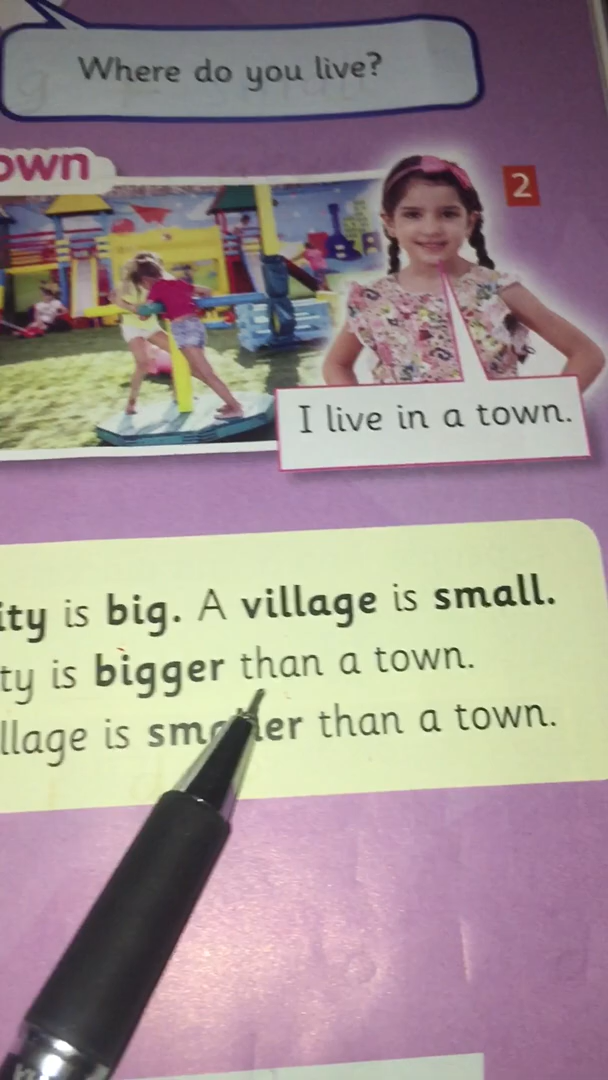 Where do you live?
own
2
I live in a town.
ity is big. A village is small.
ty is bigger than a town.
llage is smaller than a town.